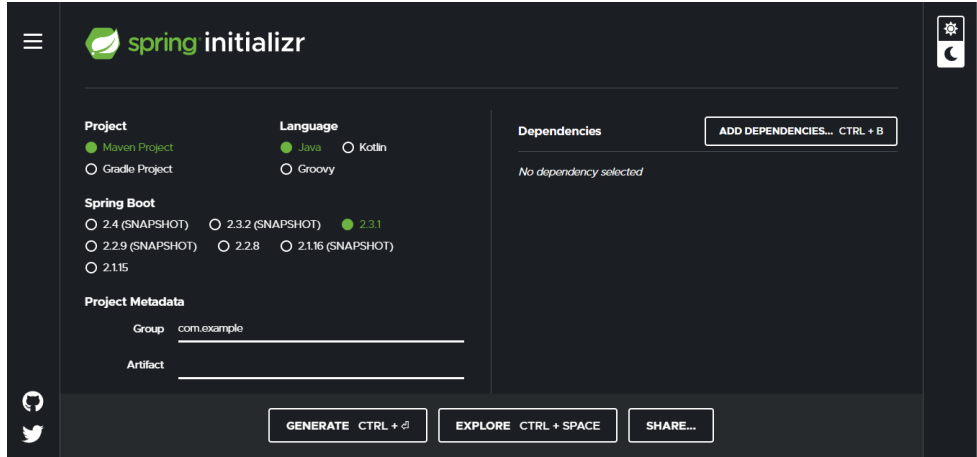 spring initializr
Project
Language
Maven Project
Java
Kotlin
Gradle Project
Groovy
Spring Boot
2.4 (SNAPSHOT)
2.3.2 (SNAPSHOT)
2.3.1
2.2.9 (SNAPSHOT)
2.2.8
2.1.16 (SNAPSHOT)
2.1.15
Project Metadata
Group
com.example
Artifact
Dependencies
ADD DEPENDENCIES... CTRL + B
No dependency selected
GENERATE CTRL + ⏎
EXPLORE CTRL + SPACE
SHARE...